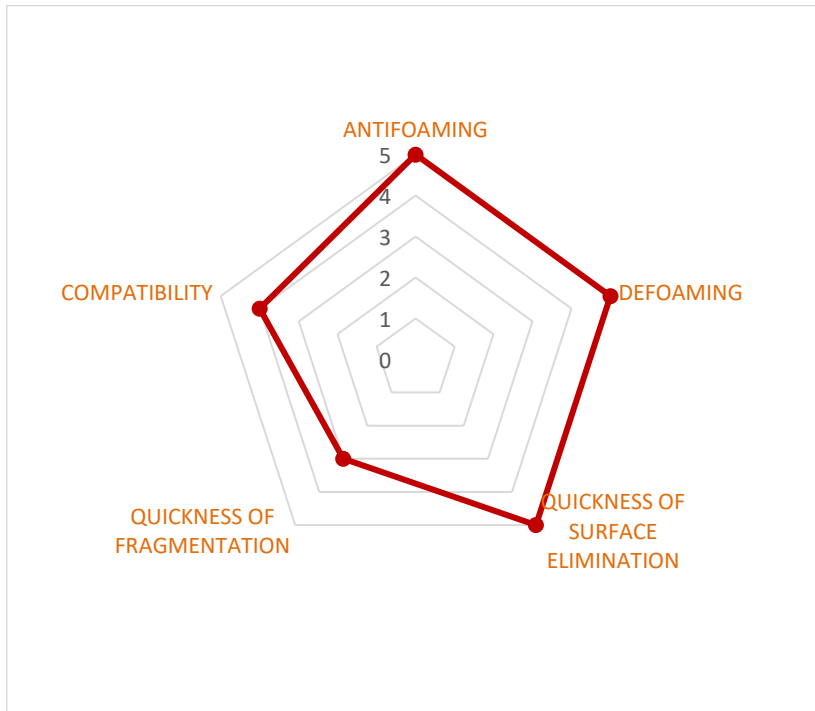 ANTIFOAMING
5
4
3
2
1
0
DEFOAMING
QUICKNESS OF
SURFACE
ELIMINATION
QUICKNESS OF
FRAGMENTATION
COMPATIBILITY